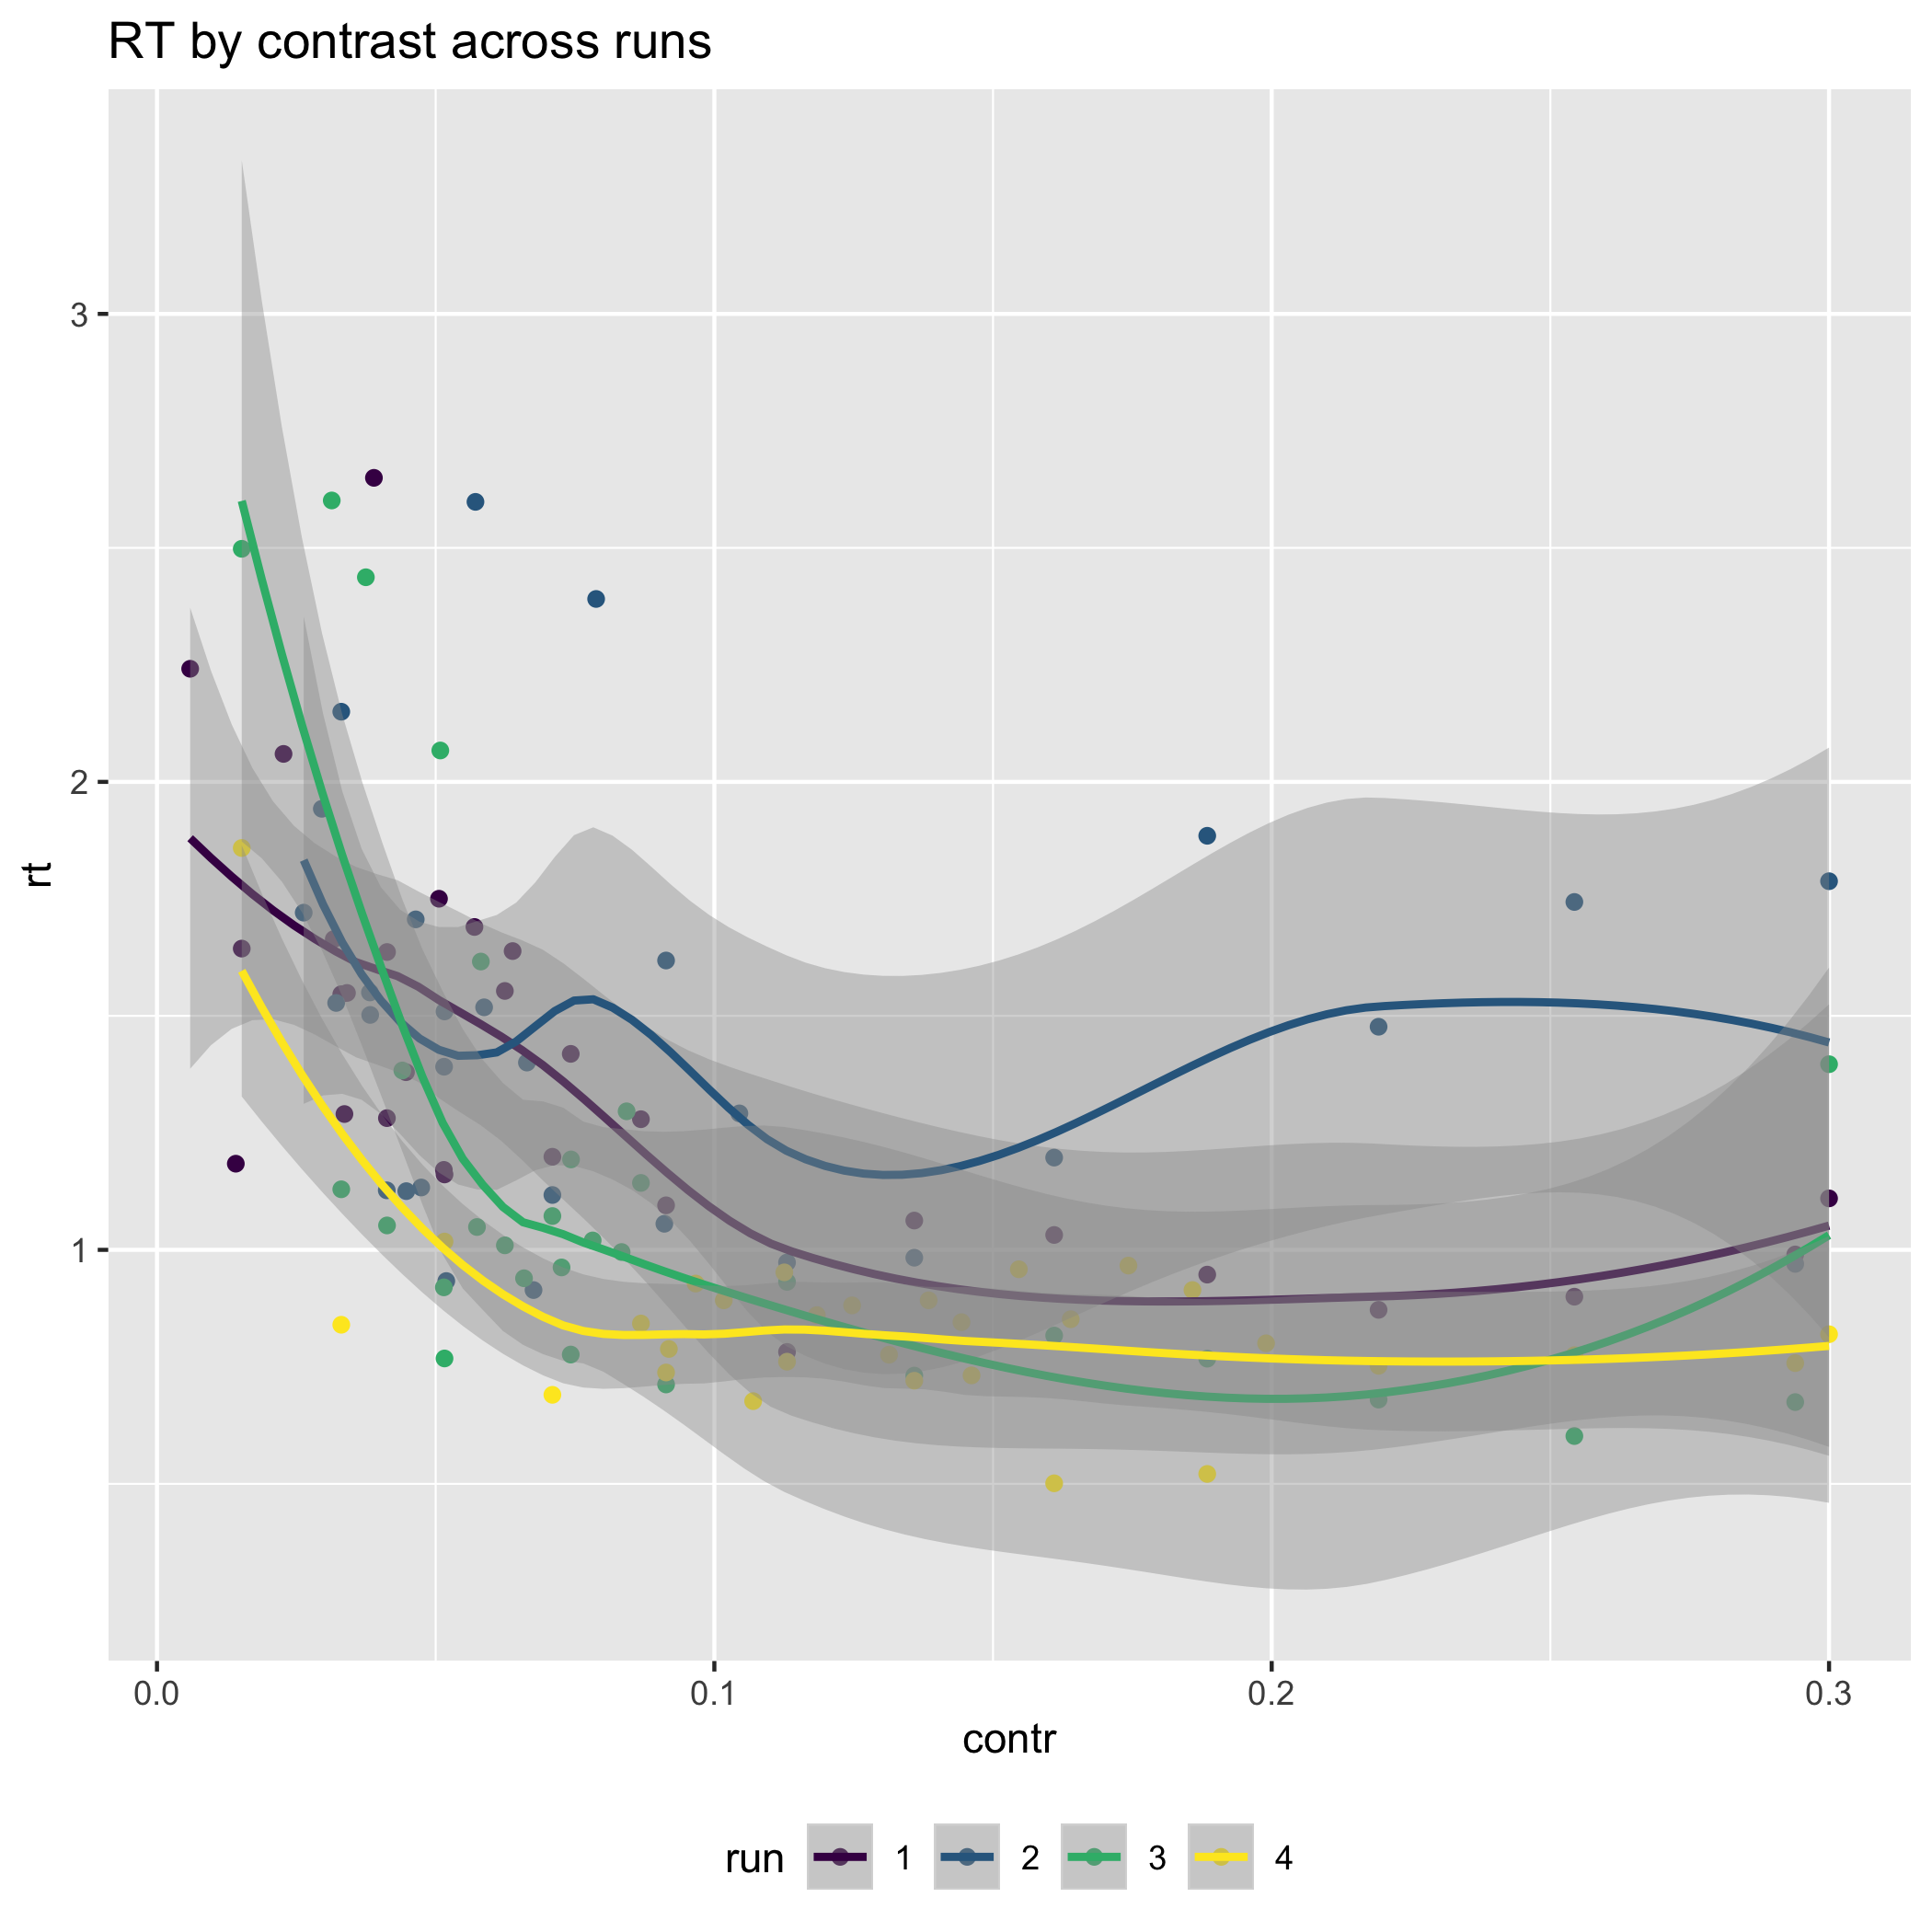 RT by contrast across runs
3
2
1
rt
0.0 0.1 0.2 0.3
contr
run 1 2 3 4